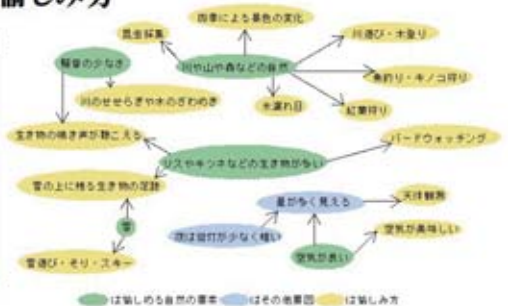 愉しみ方
四季による景色の変化
昆虫採集
川遊び・木登り
騒音の少なさ
川や山や森などの自然
魚釣り・キノコ狩り
川のせせらぎや木のざわめき
木漏れ日
紅葉狩り
生き物の鳴き声が聴こえる
バードウォッチング
リスやキツネなどの生き物が多い
雪の上に残る生き物の足跡
星が多く見える
天体観測
雪
夜は街灯が少なく暗い
空気が美味しい
空気が良い
雪遊び・そり・スキー
は愉しめる自然の要素
はその他要因
は愉しみ方